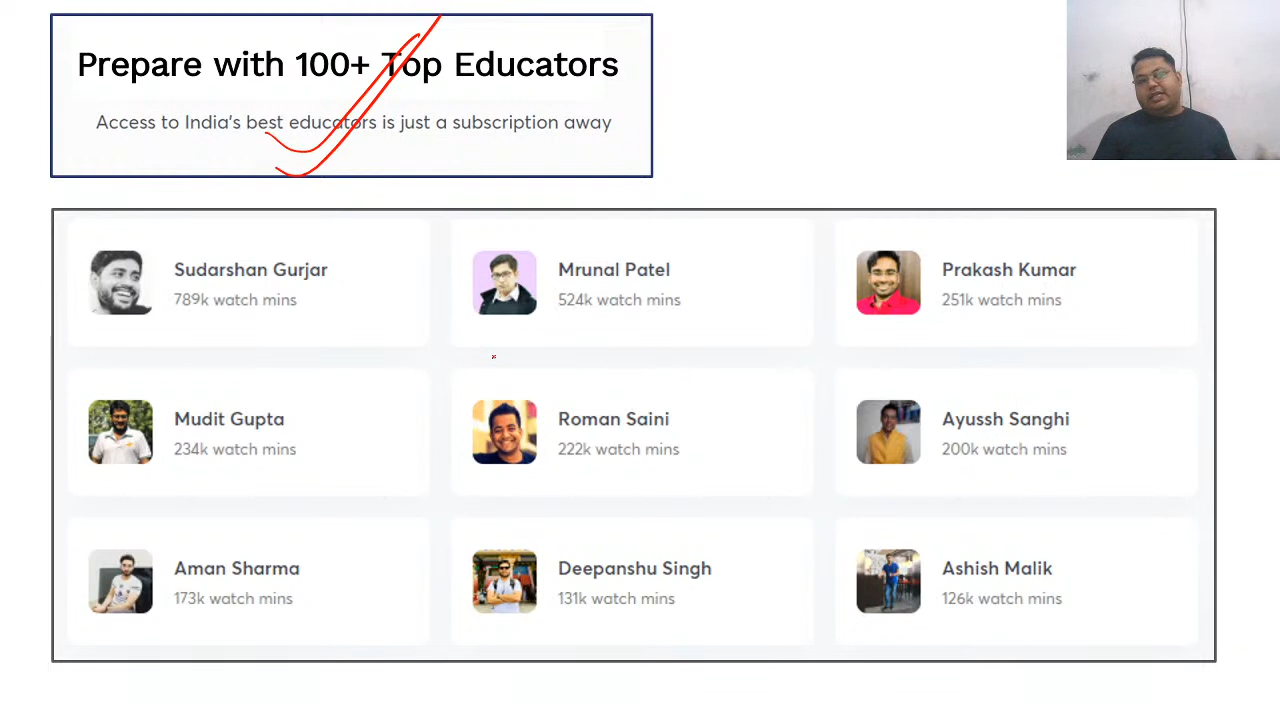 Prepare with 100+ Top Educators
Access to India's best educators is just a subscription away
Sudarshan Gurjar
789k watch mins
Mrunal Patel
524k watch mins
Prakash Kumar
251k watch mins
Mudit Gupta
234k watch mins
Roman Saini
222k watch mins
Ayussh Sanghi
200k watch mins
Aman Sharma
173k watch mins
Deepanshu Singh
131k watch mins
Ashish Malik
126k watch mins